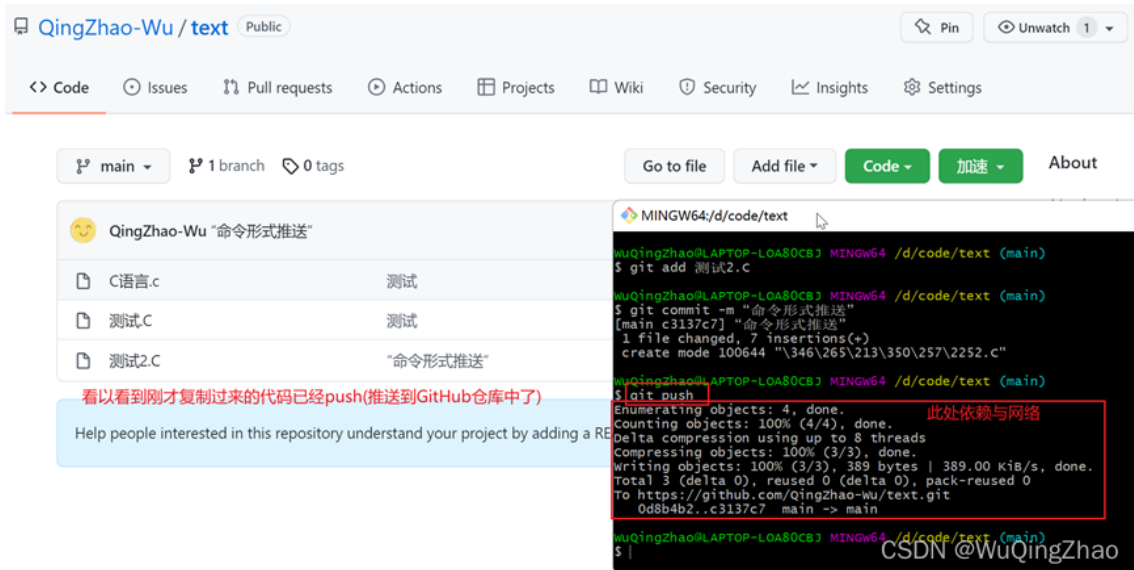 QingZhao-Wu / text Public
Pin
Unwatch 1
Code Issues Pull requests Actions Projects Wiki Security Insights Settings
main 1 branch 0 tags Go to file Add file Code 加速 About
QingZhao-Wu “命令形式推送”
C语言.c 测试
测试.C 测试
测试2.C “命令形式推送”
看以看到刚才复制过来的代码已经push(推送到GitHub仓库中了)
Help people interested in this repository understand your project by adding a RE
MINGW64:/d/code/text
WuQingZhao@LAPTOP-LOA80CBJ MINGW64 /d/code/text (main)
$ git add 测试2.c
WuQingZhao@LAPTOP-LOA80CBJ MINGW64 /d/code/text (main)
$ git commit -m “命令形式推送”
[main c3137c7] “命令形式推送”
1 file changed, 7 insertions(+)
create mode 100644 "\346\265\213\350\257\2252.c"
WuQingZhao@LAPTOP-LOA80CBJ MINGW64 /d/code/text (main)
$ git push
Enumerating objects: 4, done.
此处依赖与网络
Counting objects: 100% (4/4), done.
Delta compression using up to 8 threads
Compressing objects: 100% (3/3), done.
Writing objects: 100% (3/3), 389 bytes | 389.00 KiB/s, done.
Total 3 (delta 0), reused 0 (delta 0), pack-reused 0
To https://github.com/QingZhao-Wu/text.git
0d8b4b2..c3137c7 main -> main
WuQingZhao@LAPTOP-LOA80CBJ MINGW64 /d/code/text (main)
$
CSDN @WuQingZhao